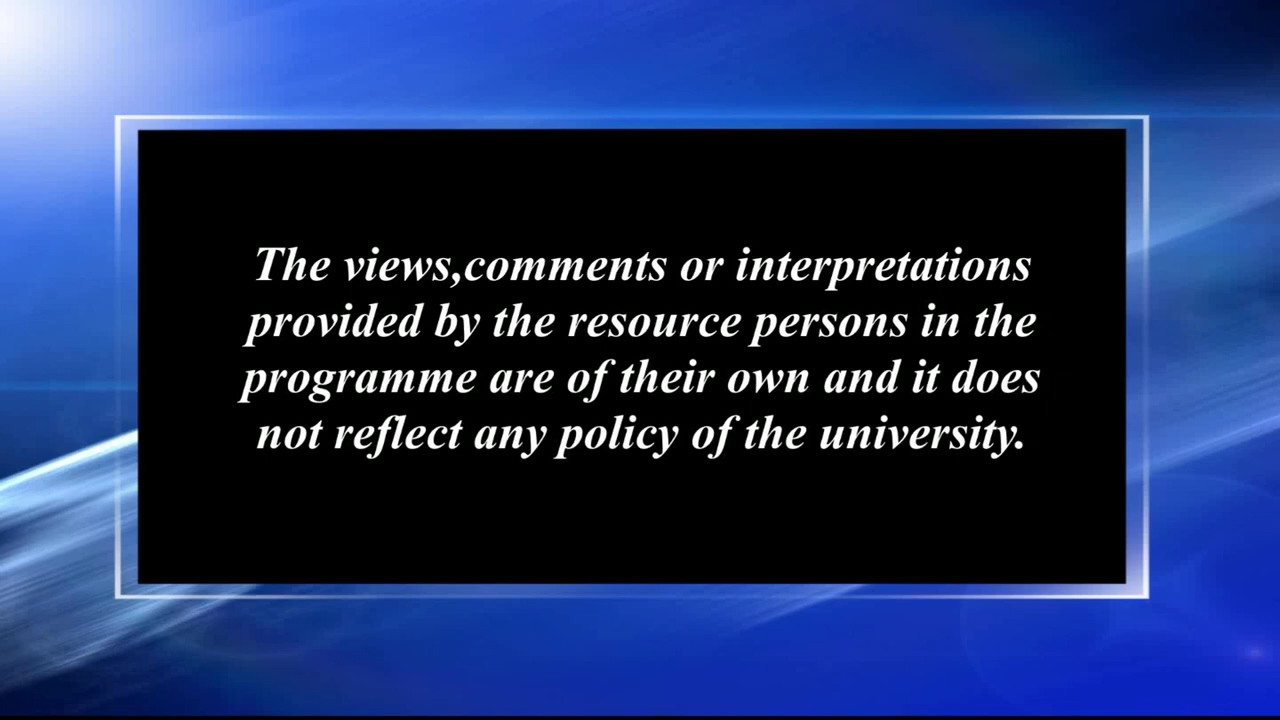 The views,comments or interpretations
provided by the resource persons in the
programme are of their own and it does
not reflect any policy of the university.